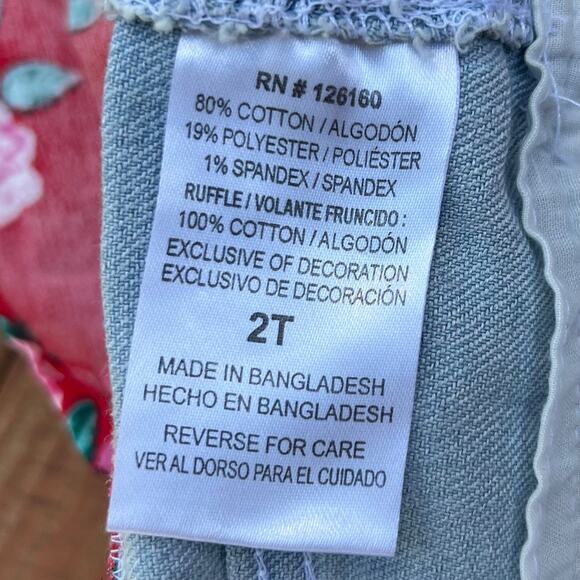 RN # 126160
80% COTTON / ALGODÓN
19% POLYESTER / POLIÉSTER
1% SPANDEX / SPANDEX
RUFFLE / VOLANTE FRUNCIDO :
100% COTTON / ALGODÓN
EXCLUSIVE OF DECORATION
EXCLUSIVO DE DECORACIÓN
2T
MADE IN BANGLADESH
HECHO EN BANGLADESH
REVERSE FOR CARE
VER AL DORSO PARA EL CUIDADO